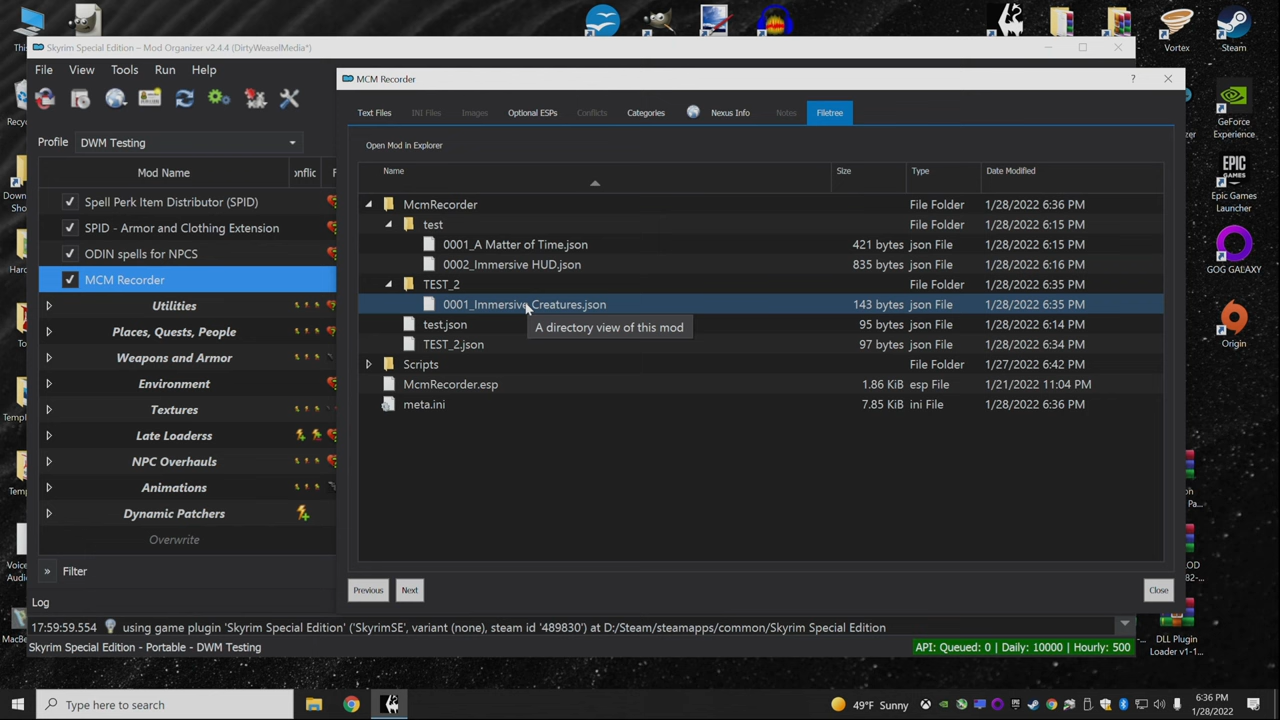 Skyrim Special Edition – Mod Organizer v2.4.4 (DirtyWeaselMedia*)
File View Tools Run Help
Profile DWM Testing
Mod Name
Spell Perk Item Distributor (SPID)
SPID - Armor and Clothing Extension
ODIN spells for NPCS
MCM Recorder
Utilities
Places, Quests, People
Weapons and Armor
Environment
Textures
Late Loaderss
NPC Overhauls
Animations
Dynamic Patchers
Overwrite
» Filter
Log
17:59:59.554 using game plugin 'Skyrim Special Edition' ('SkyrimSE', variant (none), steam id '489830') at D:/Steam/steamapps/common/Skyrim Special Edition
Skyrim Special Edition - Portable - DWM Testing
API: Queued: 0 | Daily: 10000 | Hourly: 500
MCM Recorder
?
Text Files INI Files Images Optional ESPs Conflicts Categories Nexus Info Notes Filetree
Open Mod in Explorer
Name Size Type Date Modified
McmRecorder File Folder 1/28/2022 6:36 PM
test File Folder 1/28/2022 6:15 PM
0001_A Matter of Time.json 421 bytes json File 1/28/2022 6:15 PM
0002_Immersive HUD.json 835 bytes json File 1/28/2022 6:16 PM
TEST_2 File Folder 1/28/2022 6:35 PM
0001_Immersive Creatures.json 143 bytes json File 1/28/2022 6:35 PM
test.json 95 bytes json File 1/28/2022 6:14 PM
A directory view of this mod
TEST_2.json 97 bytes json File 1/28/2022 6:34 PM
Scripts File Folder 1/27/2022 6:42 PM
McmRecorder.esp 1.86 KiB esp File 1/21/2022 11:04 PM
meta.ini 7.85 KiB ini File 1/28/2022 6:36 PM
Previous Next Close
Vortex
Steam
GeForce
Experience
Epic Games
Launcher
GOG GALAXY
Origin
DLL Plugin
Loader v1-1...
Type here to search
49°F Sunny
6:36 PM
1/28/2022